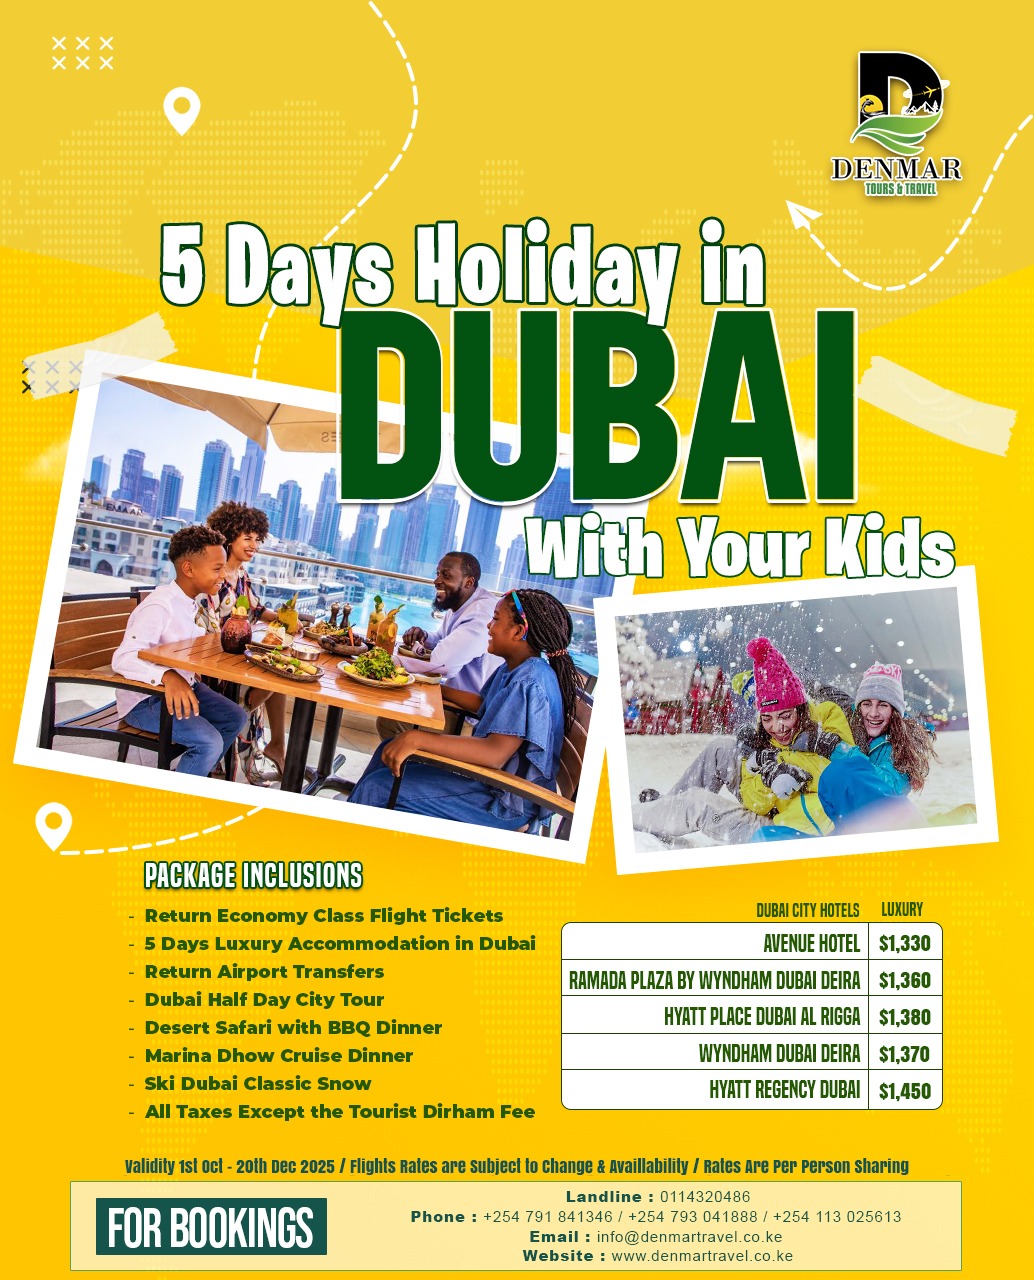 DENMAR
TOURS & TRAVEL
5 Days Holiday in
DUBAI
With Your Kids
EMAAR
PACKAGE INCLUSIONS
- Return Economy Class Flight Tickets
- 5 Days Luxury Accommodation in Dubai
- Return Airport Transfers
- Dubai Half Day City Tour
- Desert Safari with BBQ Dinner
- Marina Dhow Cruise Dinner
- Ski Dubai Classic Snow
- All Taxes Except the Tourist Dirham Fee
DUBAI CITY HOTELS LUXURY
AVENUE HOTEL $1,330
RAMADA PLAZA BY WYNDHAM DUBAI DEIRA $1,360
HYATT PLACE DUBAI AL RIGGA $1,380
WYNDHAM DUBAI DEIRA $1,370
HYATT REGENCY DUBAI $1,450
Validity 1st Oct - 20th Dec 2025 / Flights Rates are Subject to Change & Availlability / Rates Are Per Person Sharing
FOR BOOKINGS
Landline : 0114320486
Phone : +254 791 841346 / +254 793 041888 / +254 113 025613
Email : info@denmartravel.co.ke
Website : www.denmartravel.co.ke